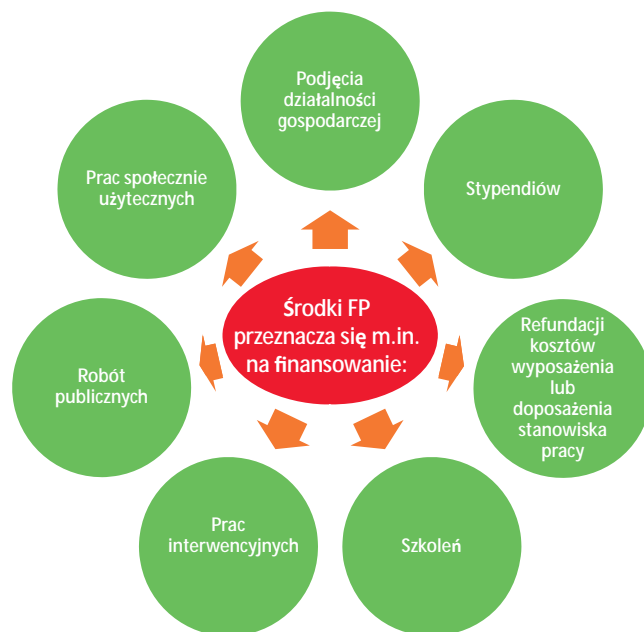 Środki FP
przeznacza się m.in.
na finansowanie:
Podjęcia
działalności
gospodarczej
Stypendiów
Refundacji
kosztów
wyposażenia
lub
doposażenia
stanowiska
pracy
Szkoleń
Prac
interwencyjnych
Robót
publicznych
Prac społecznie
użytecznych